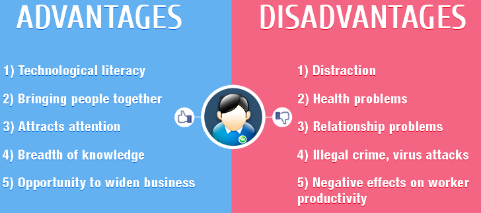 ADVANTAGES
1) Technological literacy
2) Bringing people together
3) Attracts attention
4) Breadth of knowledge
5) Opportunity to widen business
DISADVANTAGES
1) Distraction
2) Health problems
3) Relationship problems
4) Illegal crime, virus attacks
5) Negative effects on worker
productivity